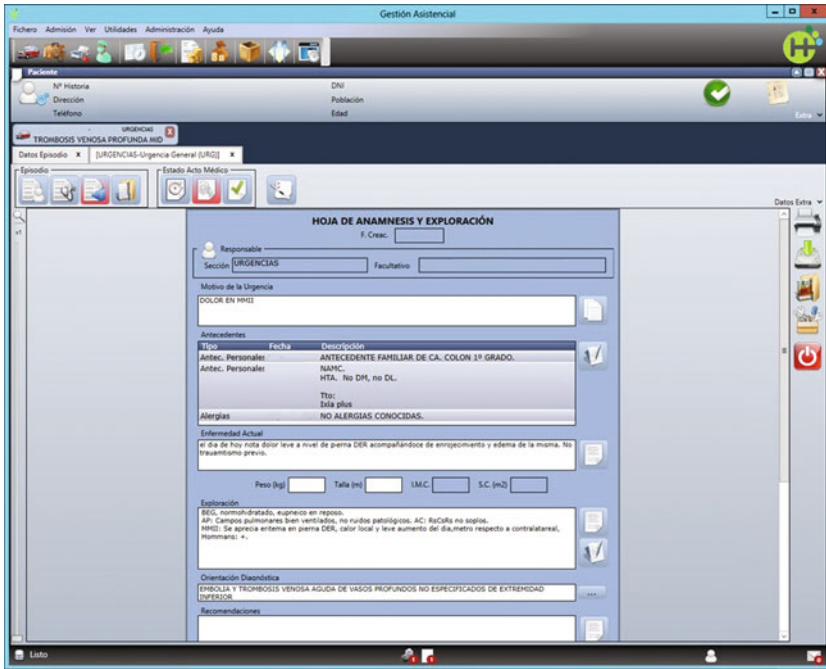 Gestión Asistencial
Fichero Admisión Ver Utilidades Administración Ayuda
Paciente
Nº Historia DNI
Dirección Población
Teléfono Edad
Extra
URGENCIAS
TROMBOSIS VENOSA PROFUNDA MID
Datos Episodio X [URGENCIAS-Urgencia General (URG)] X
Episodio Estado Acto Médico
Datos Extra
v1
HOJA DE ANAMNESIS Y EXPLORACIÓN
F. Creac.
Responsable
Sección URGENCIAS Facultativo
Motivo de la Urgencia
DOLOR EN MMII
Antecedentes
Tipo Fecha Descripción
Antec. Personales ANTECEDENTE FAMILIAR DE CA. COLON 1º GRADO.
Antec. Personales NAMC.
HTA. No DM, no DL.
Tto:
Ixia plus
Alergias NO ALERGIAS CONOCIDAS.
Enfermedad Actual
el dia de hoy nota dolor leve a nivel de pierna DER acompañándoce de enrojecimiento y edema de la misma. No
trauamtismo previo.
Peso (kg) Talla (m) I.M.C. S.C. (m2)
Exploración
BEG, normohidratado, eupneico en reposo.
AP: Campos pulmonares bien ventilados, no ruidos patológicos. AC: RsCsRs no soplos.
MMII: Se aprecia eritema en pierna DER, calor local y leve aumento del dia,metro respecto a contralatareal,
Hommans: +.
Orientación Diagnóstica
EMBOLIA Y TROMBOSIS VENOSA AGUDA DE VASOS PROFUNDOS NO ESPECIFICADOS DE EXTREMIDAD
INFERIOR
...
Recomendaciones
Listo